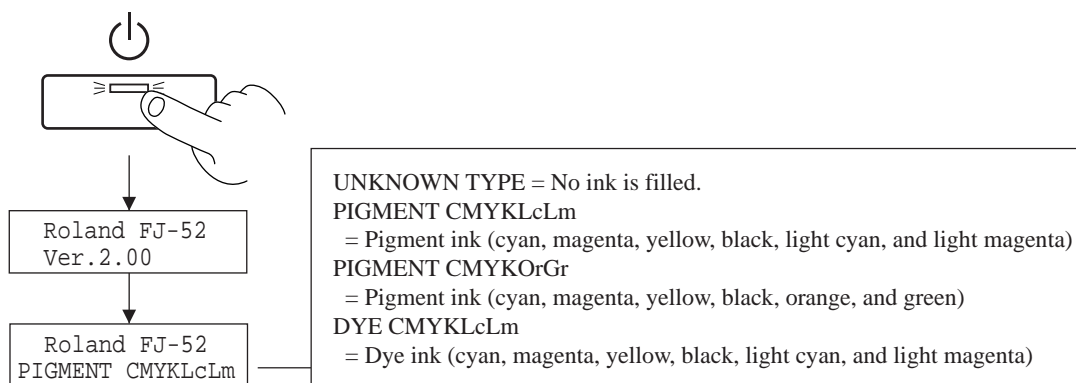 Roland FJ-52
Ver.2.00
Roland FJ-52
PIGMENT CMYKLcLm
UNKNOWN TYPE = No ink is filled.
PIGMENT CMYKLcLm
= Pigment ink (cyan, magenta, yellow, black, light cyan, and light magenta)
PIGMENT CMYKOrGr
= Pigment ink (cyan, magenta, yellow, black, orange, and green)
DYE CMYKLcLm
= Dye ink (cyan, magenta, yellow, black, light cyan, and light magenta)